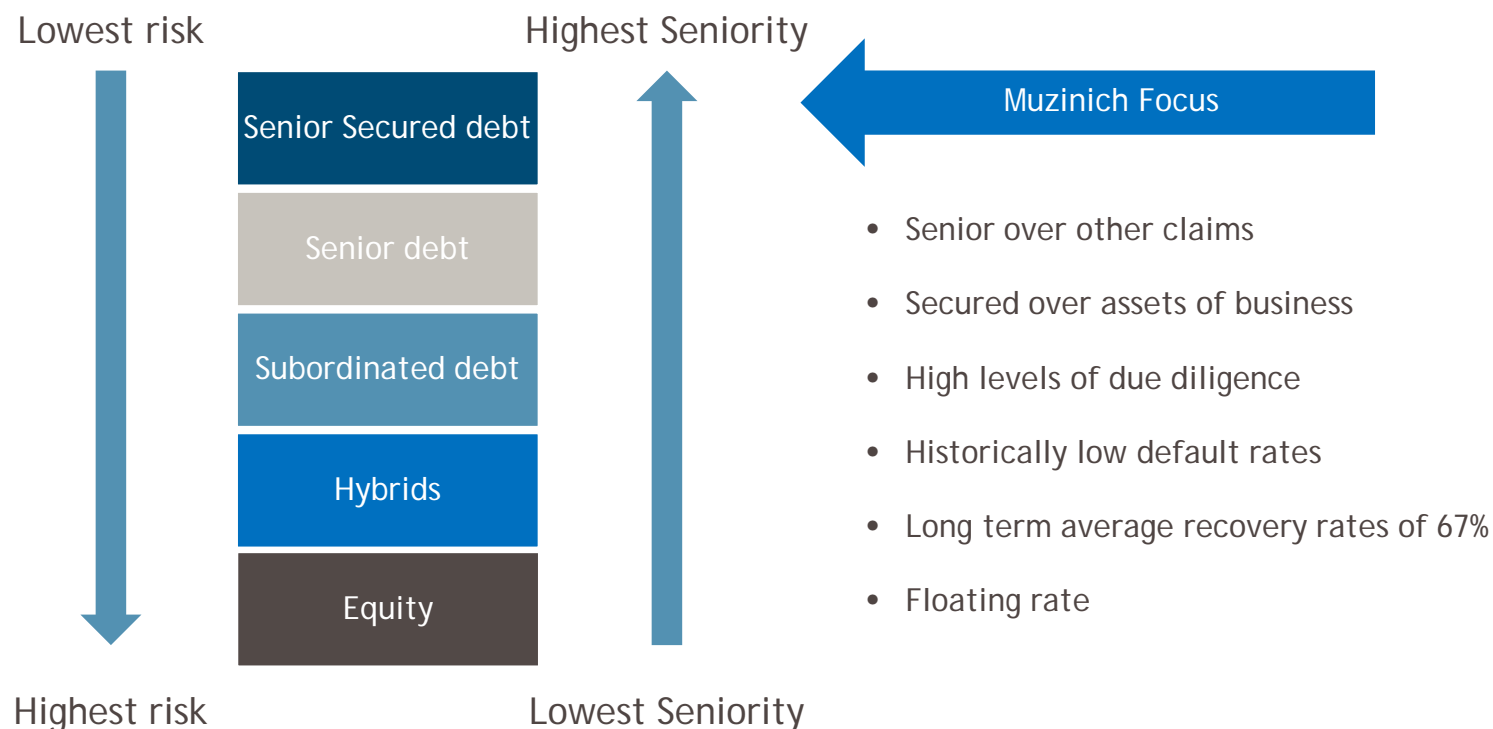 Lowest risk
Highest Seniority
Muzinich Focus
Senior Secured debt
Senior debt
Subordinated debt
Hybrids
Equity
• Senior over other claims
• Secured over assets of business
• High levels of due diligence
• Historically low default rates
• Long term average recovery rates of 67%
• Floating rate
Highest risk
Lowest Seniority